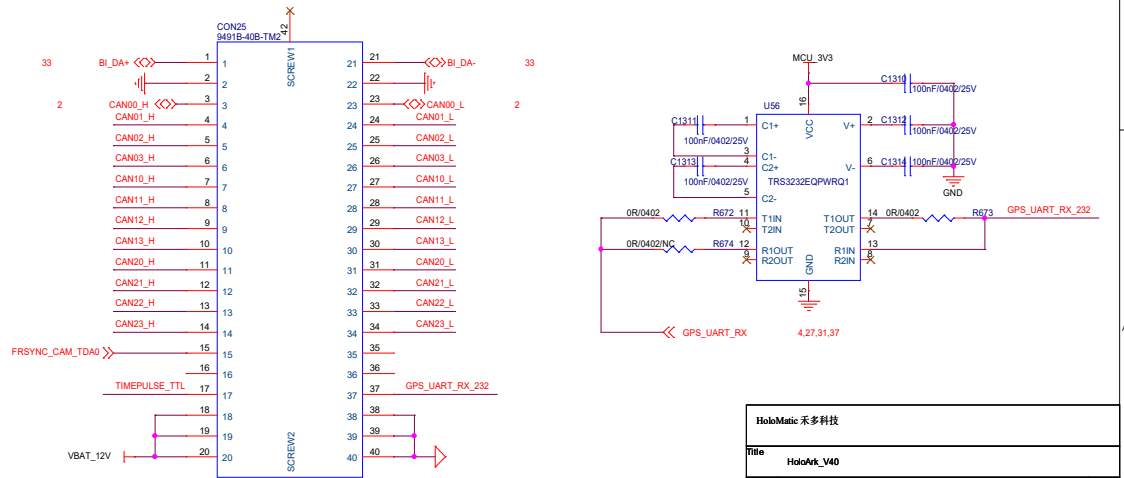 CON25
9491B-40B-TM2
42
SCREW1
33 BI_DA+ 1 1 21 21 BI_DA- 33
2 2 22 22
2 CAN00_H 3 3 23 23 CAN00_L 2
CAN01_H 4 4 24 24 CAN01_L
CAN02_H 5 5 25 25 CAN02_L
CAN03_H 6 6 26 26 CAN03_L
CAN10_H 7 7 27 27 CAN10_L
CAN11_H 8 8 28 28 CAN11_L
CAN12_H 9 9 29 29 CAN12_L
CAN13_H 10 10 30 30 CAN13_L
CAN20_H 11 11 31 31 CAN20_L
CAN21_H 12 12 32 32 CAN21_L
CAN22_H 13 13 33 33 CAN22_L
CAN23_H 14 14 34 34 CAN23_L
FRSYNC_CAM_TDA0 15 15 35 35
16 16 36 36
TIMEPULSE_TTL 17 17 37 37 GPS_UART_RX_232
18 18 38 38
19 19 39 39
VBAT_12V 20 20 40 40
SCREW2
MCU_3V3
C1310
100nF/0402/25V
U56
16
VCC
C1311 1 C1+ V+ 2 C1312
100nF/0402/25V 100nF/0402/25V
3 C1-
C1313 4 C2+ V- 6 C1314 100nF/0402/25V
100nF/0402/25V TRS3232EQPWRQ1
5 C2-
GND
0R/0402 R672 11 T1IN T1OUT 14 0R/0402 R673 GPS_UART_RX_232
10 T2IN T2OUT 7
0R/0402/NC R674 12 R1OUT R1IN 13
9 R2OUT R2IN 8
GND
15
GPS_UART_RX 4,27,31,37
HoloMatic 禾多科技
Title
HoloArk_V40